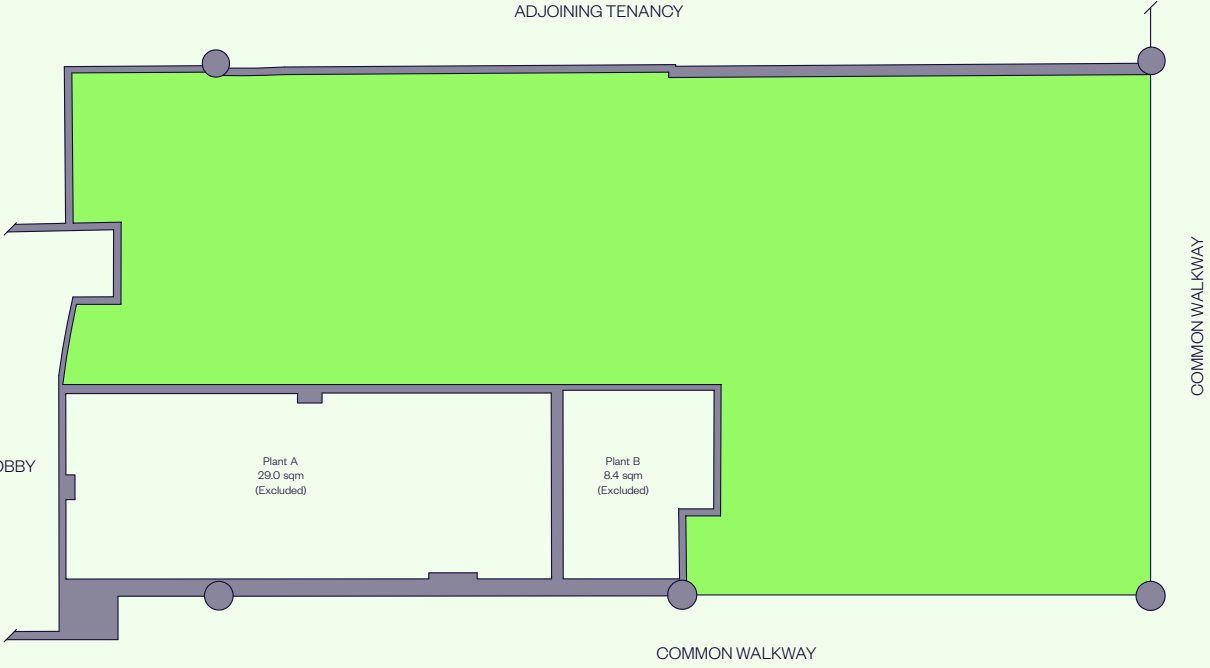 ADJOINING TENANCY
COMMON WALKWAY
OBBY
Plant A
29.0 sqm
(Excluded)
Plant B
8.4 sqm
(Excluded)
COMMON WALKWAY